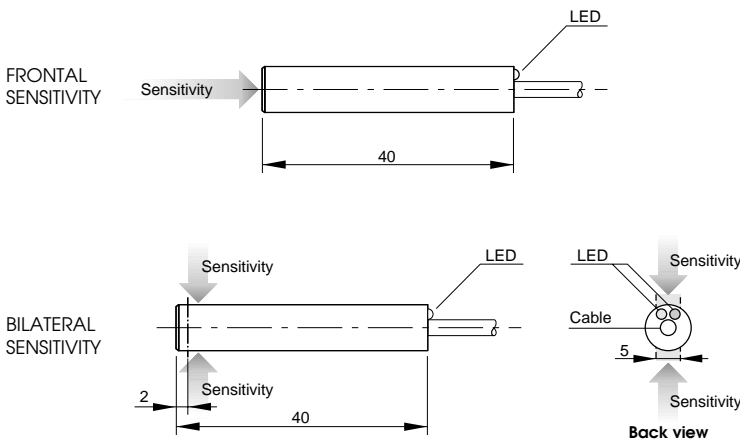 LED
FRONTAL
SENSITIVITY
Sensitivity
40
LED
LED
Sensitivity
Sensitivity
Cable
BILATERAL
SENSITIVITY
5
Sensitivity
2
Sensitivity
40
Back view